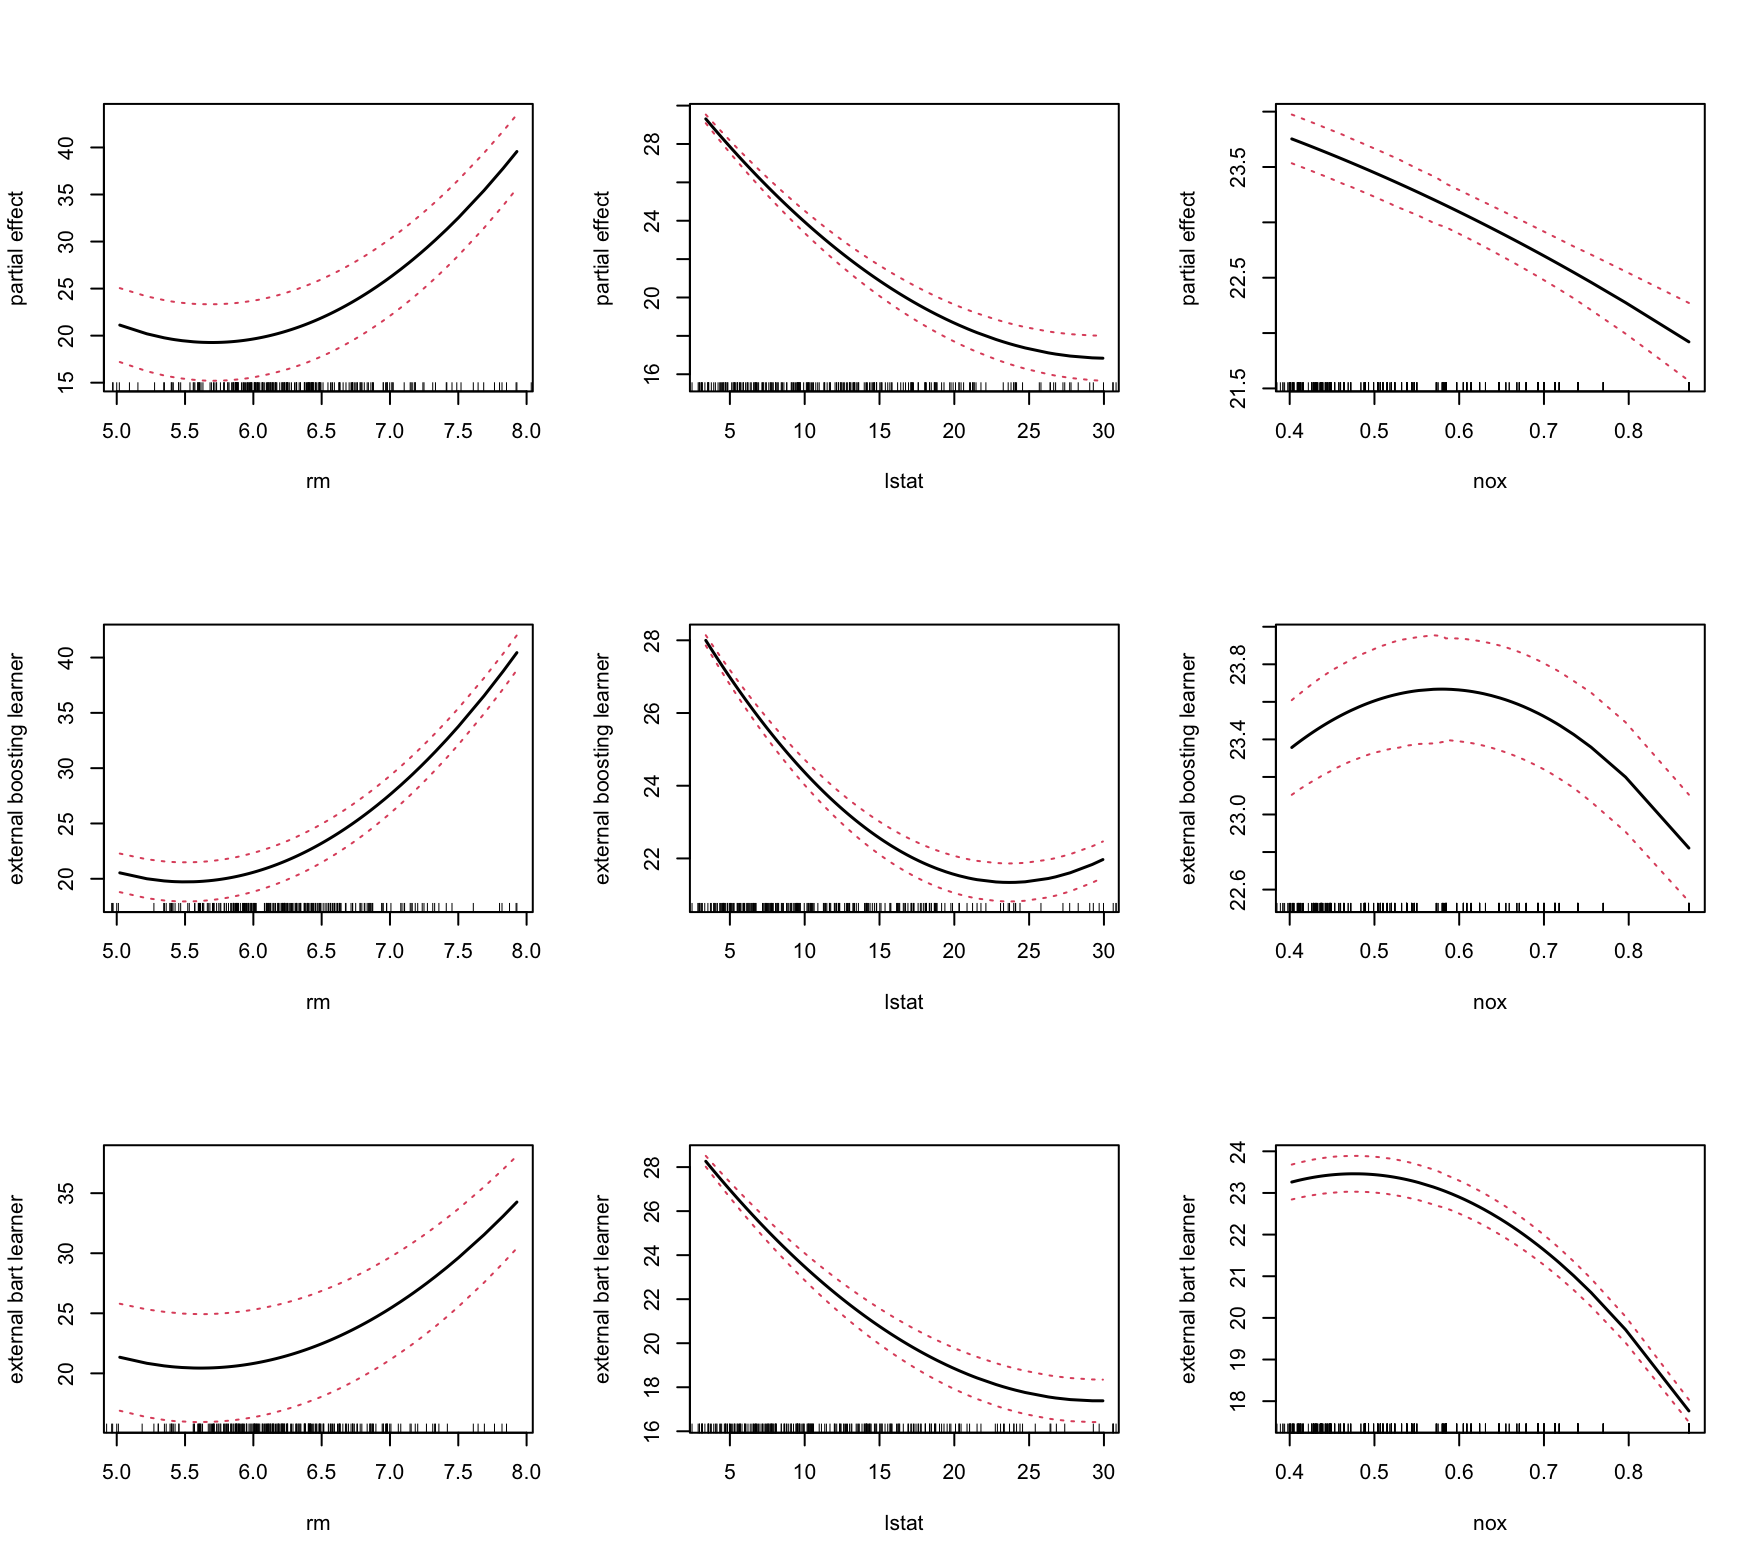 partial effect
15 20 25 30 35 40
5.0 5.5 6.0 6.5 7.0 7.5 8.0
rm
partial effect
16 20 24 28
5 10 15 20 25 30
lstat
partial effect
21.5 22.5 23.5
0.4 0.5 0.6 0.7 0.8
nox
external boosting learner
20 25 30 35 40
5.0 5.5 6.0 6.5 7.0 7.5 8.0
rm
external boosting learner
22 24 26 28
5 10 15 20 25 30
lstat
external boosting learner
22.6 23.0 23.4 23.8
0.4 0.5 0.6 0.7 0.8
nox
external bart learner
20 25 30 35
5.0 5.5 6.0 6.5 7.0 7.5 8.0
rm
external bart learner
16 18 20 22 24 26 28
5 10 15 20 25 30
lstat
external bart learner
18 19 20 21 22 23 24
0.4 0.5 0.6 0.7 0.8
nox